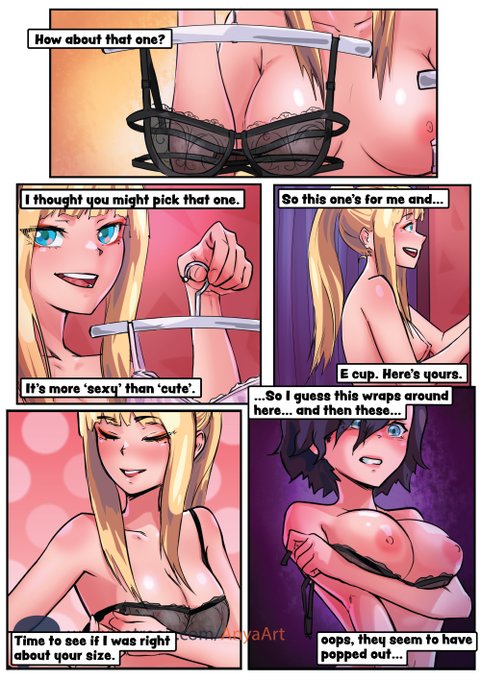 How about that one?
I thought you might pick that one.
It's more 'sexy' than 'cute'.
So this one's for me and...
E cup. Here's yours.
Time to see if I was right
about your size.
...So I guess this wraps around
here... and then these...
oops, they seem to have
popped out...
.com/AnyaArt